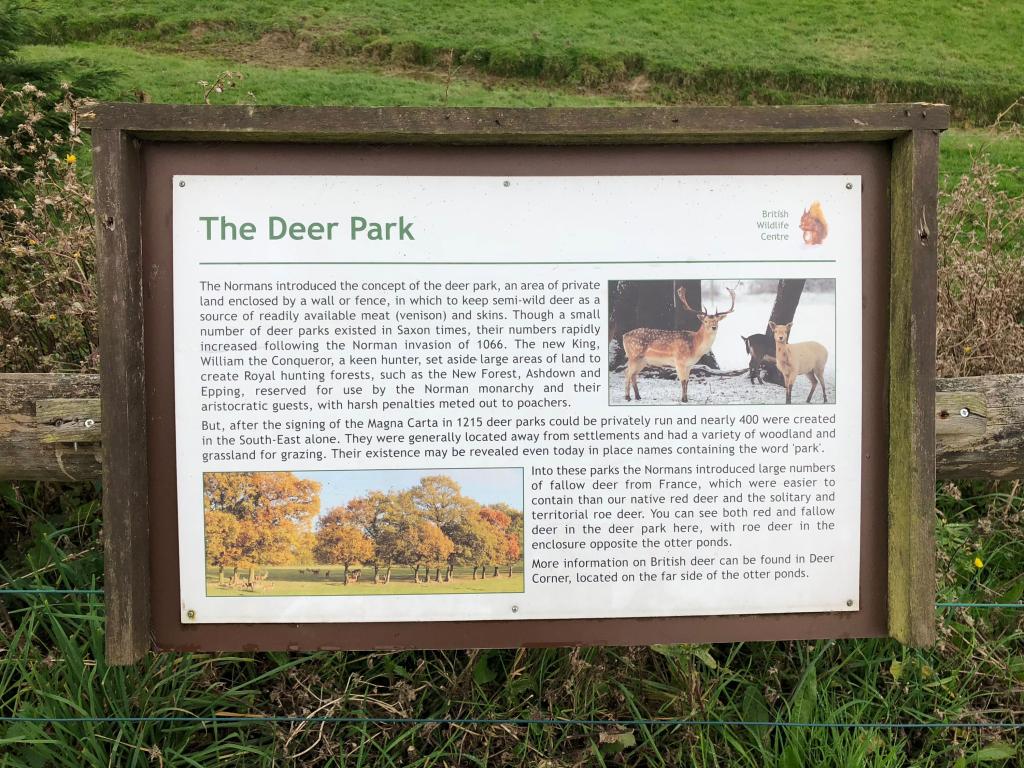 The Deer Park
British
Wildlife
Centre
The Normans introduced the concept of the deer park, an area of private
land enclosed by a wall or fence, in which to keep semi-wild deer as a
source of readily available meat (venison) and skins. Though a small
number of deer parks existed in Saxon times, their numbers rapidly
increased following the Norman invasion of 1066. The new King,
William the Conqueror, a keen hunter, set aside large areas of land to
create Royal hunting forests, such as the New Forest, Ashdown and
Epping, reserved for use by the Norman monarchy and their
aristocratic guests, with harsh penalties meted out to poachers.
But, after the signing of the Magna Carta in 1215 deer parks could be privately run and nearly 400 were created
in the South-East alone. They were generally located away from settlements and had a variety of woodland and
grassland for grazing. Their existence may be revealed even today in place names containing the word 'park'.
Into these parks the Normans introduced large numbers
of fallow deer from France, which were easier to
contain than our native red deer and the solitary and
territorial roe deer. You can see both red and fallow
deer in the deer park here, with roe deer in the
enclosure opposite the otter ponds.
More information on British deer can be found in Deer
Corner, located on the far side of the otter ponds.